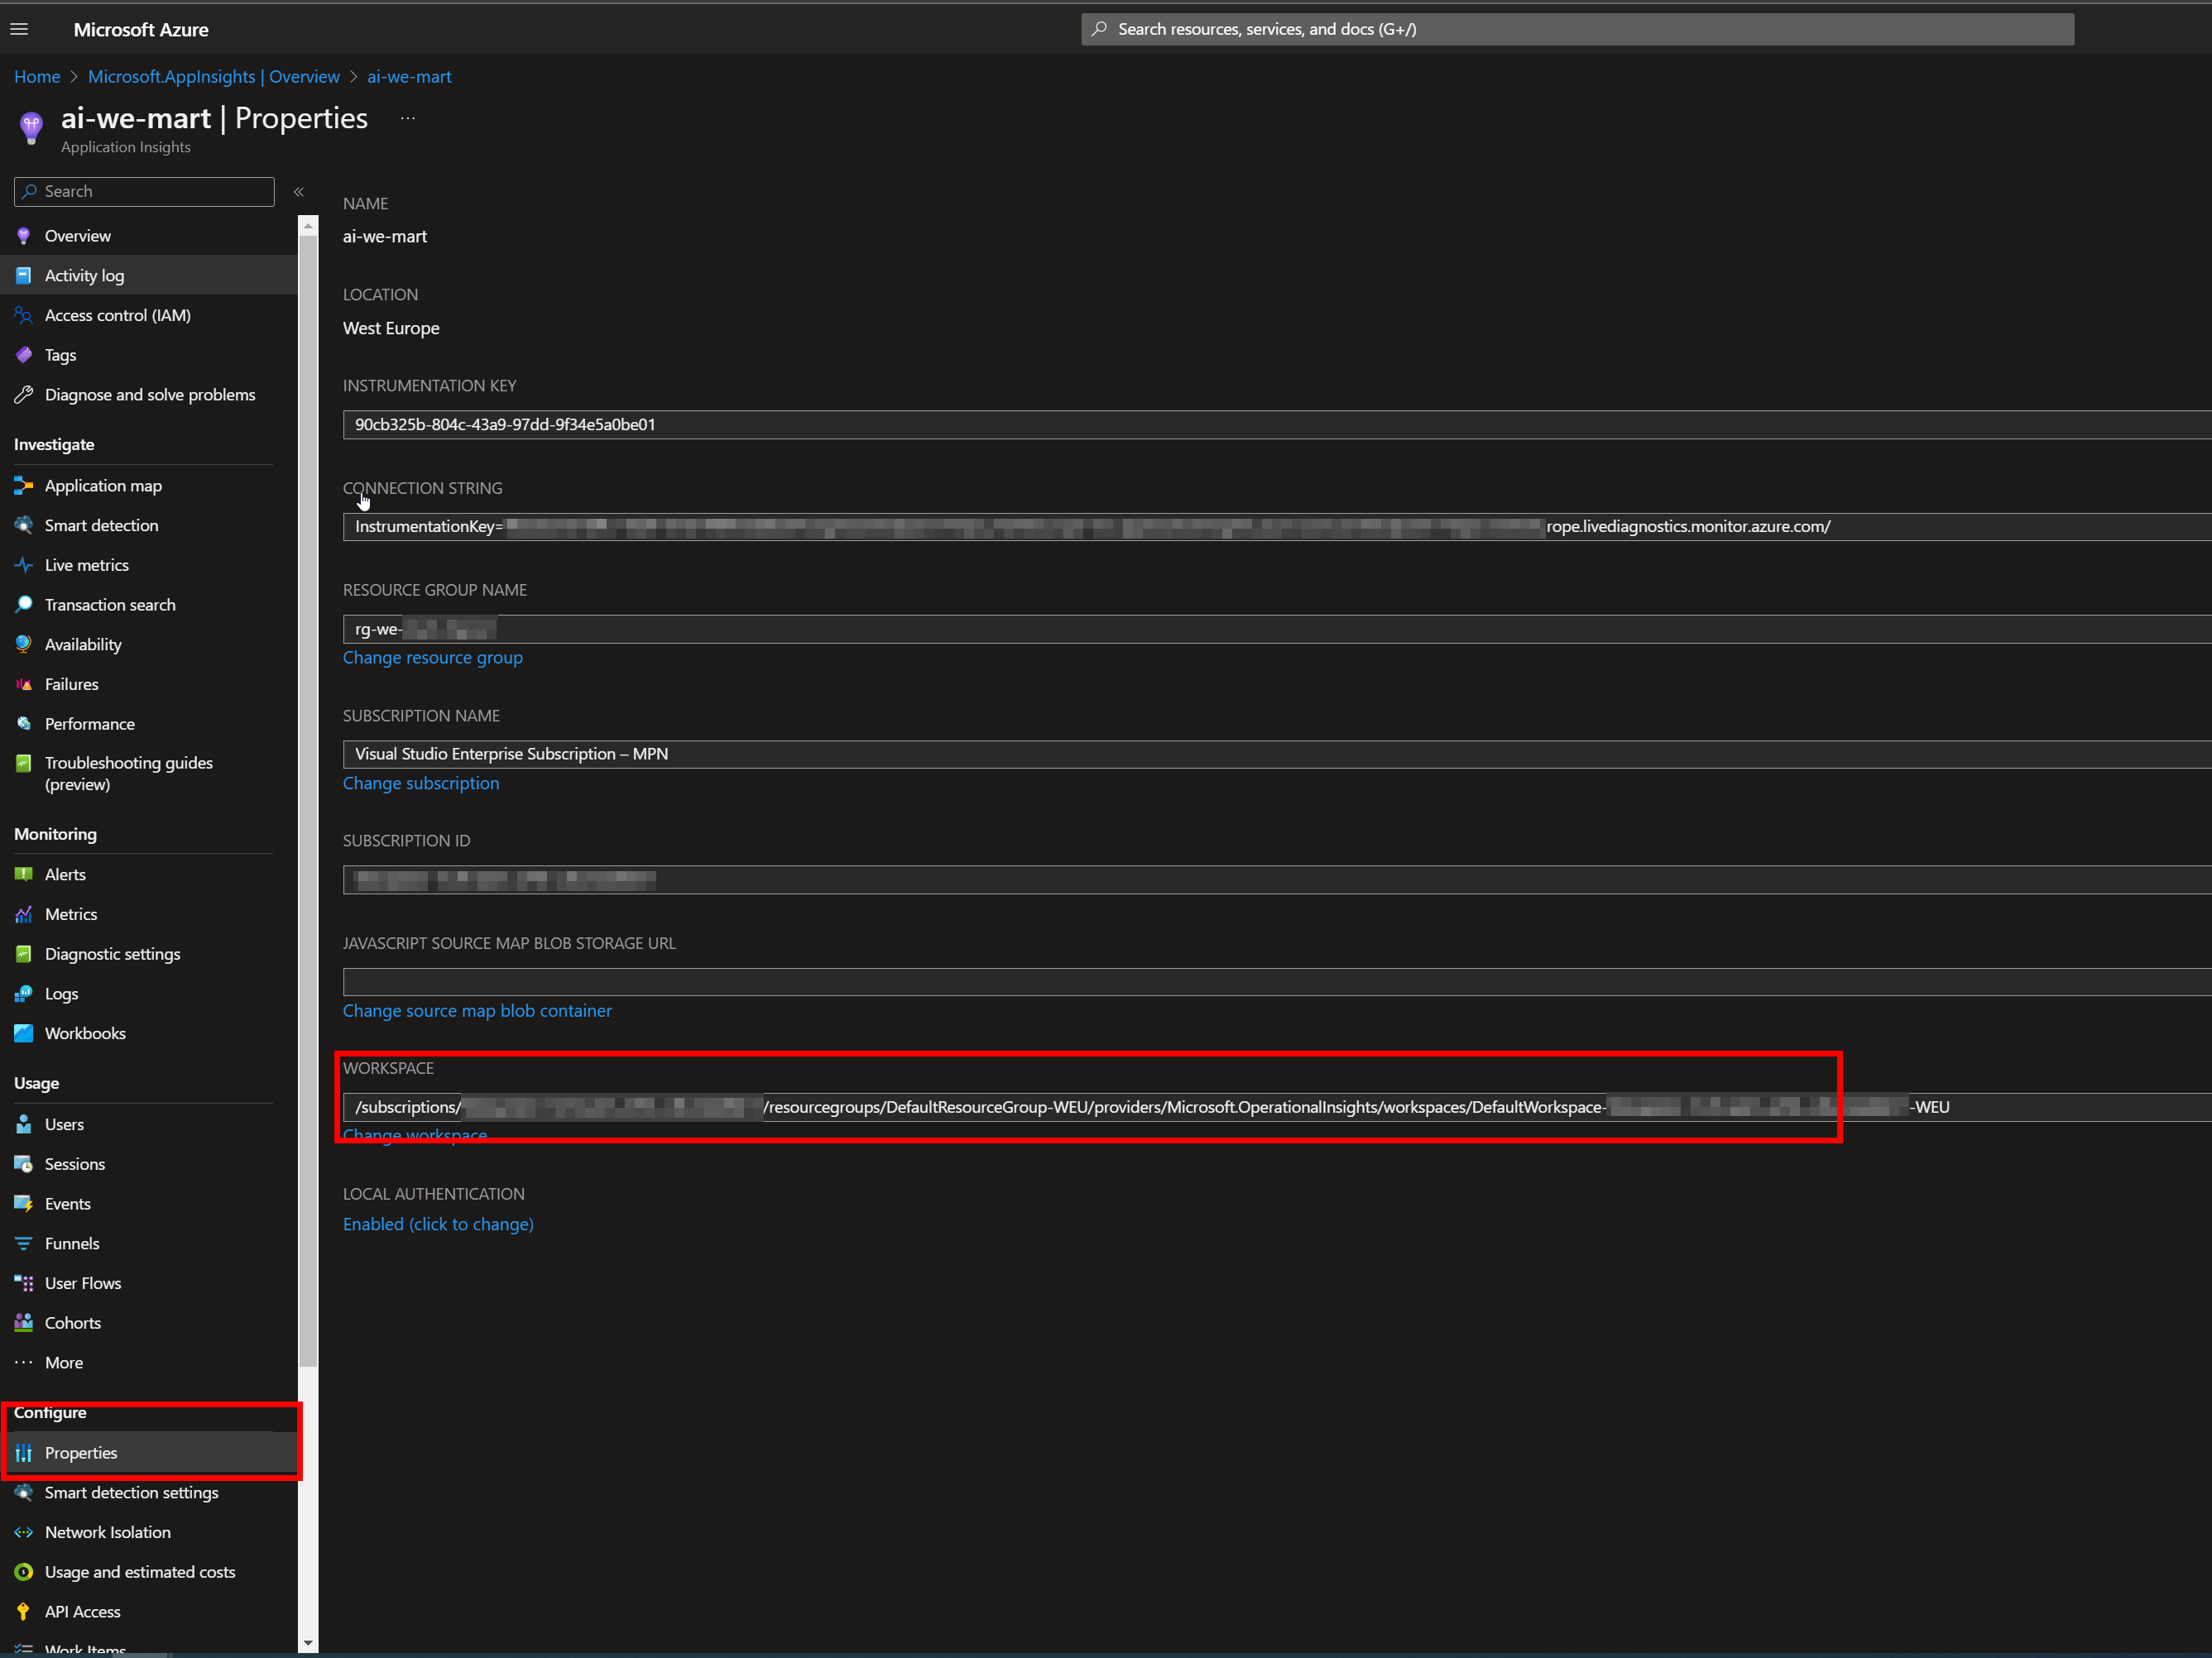 Microsoft Azure
Search resources, services, and docs (G+/)
Home > Microsoft.AppInsights | Overview > ai-we-mart
ai-we-mart | Properties ...
Application Insights
Search
«
Overview
Activity log
Access control (IAM)
Tags
Diagnose and solve problems
Investigate
Application map
Smart detection
Live metrics
Transaction search
Availability
Failures
Performance
Troubleshooting guides
(preview)
Monitoring
Alerts
Metrics
Diagnostic settings
Logs
Workbooks
Usage
Users
Sessions
Events
Funnels
User Flows
Cohorts
... More
Configure
Properties
Smart detection settings
Network Isolation
Usage and estimated costs
API Access
Work Items
NAME
ai-we-mart
LOCATION
West Europe
INSTRUMENTATION KEY
90cb325b-804c-43a9-97dd-9f34e5a0be01
CONNECTION STRING
InstrumentationKey= rope.livediagnostics.monitor.azure.com/
RESOURCE GROUP NAME
rg-we-
Change resource group
SUBSCRIPTION NAME
Visual Studio Enterprise Subscription – MPN
Change subscription
SUBSCRIPTION ID
JAVASCRIPT SOURCE MAP BLOB STORAGE URL
Change source map blob container
WORKSPACE
/subscriptions/ /resourcegroups/DefaultResourceGroup-WEU/providers/Microsoft.OperationalInsights/workspaces/DefaultWorkspace- -WEU
Change workspace
LOCAL AUTHENTICATION
Enabled (click to change)